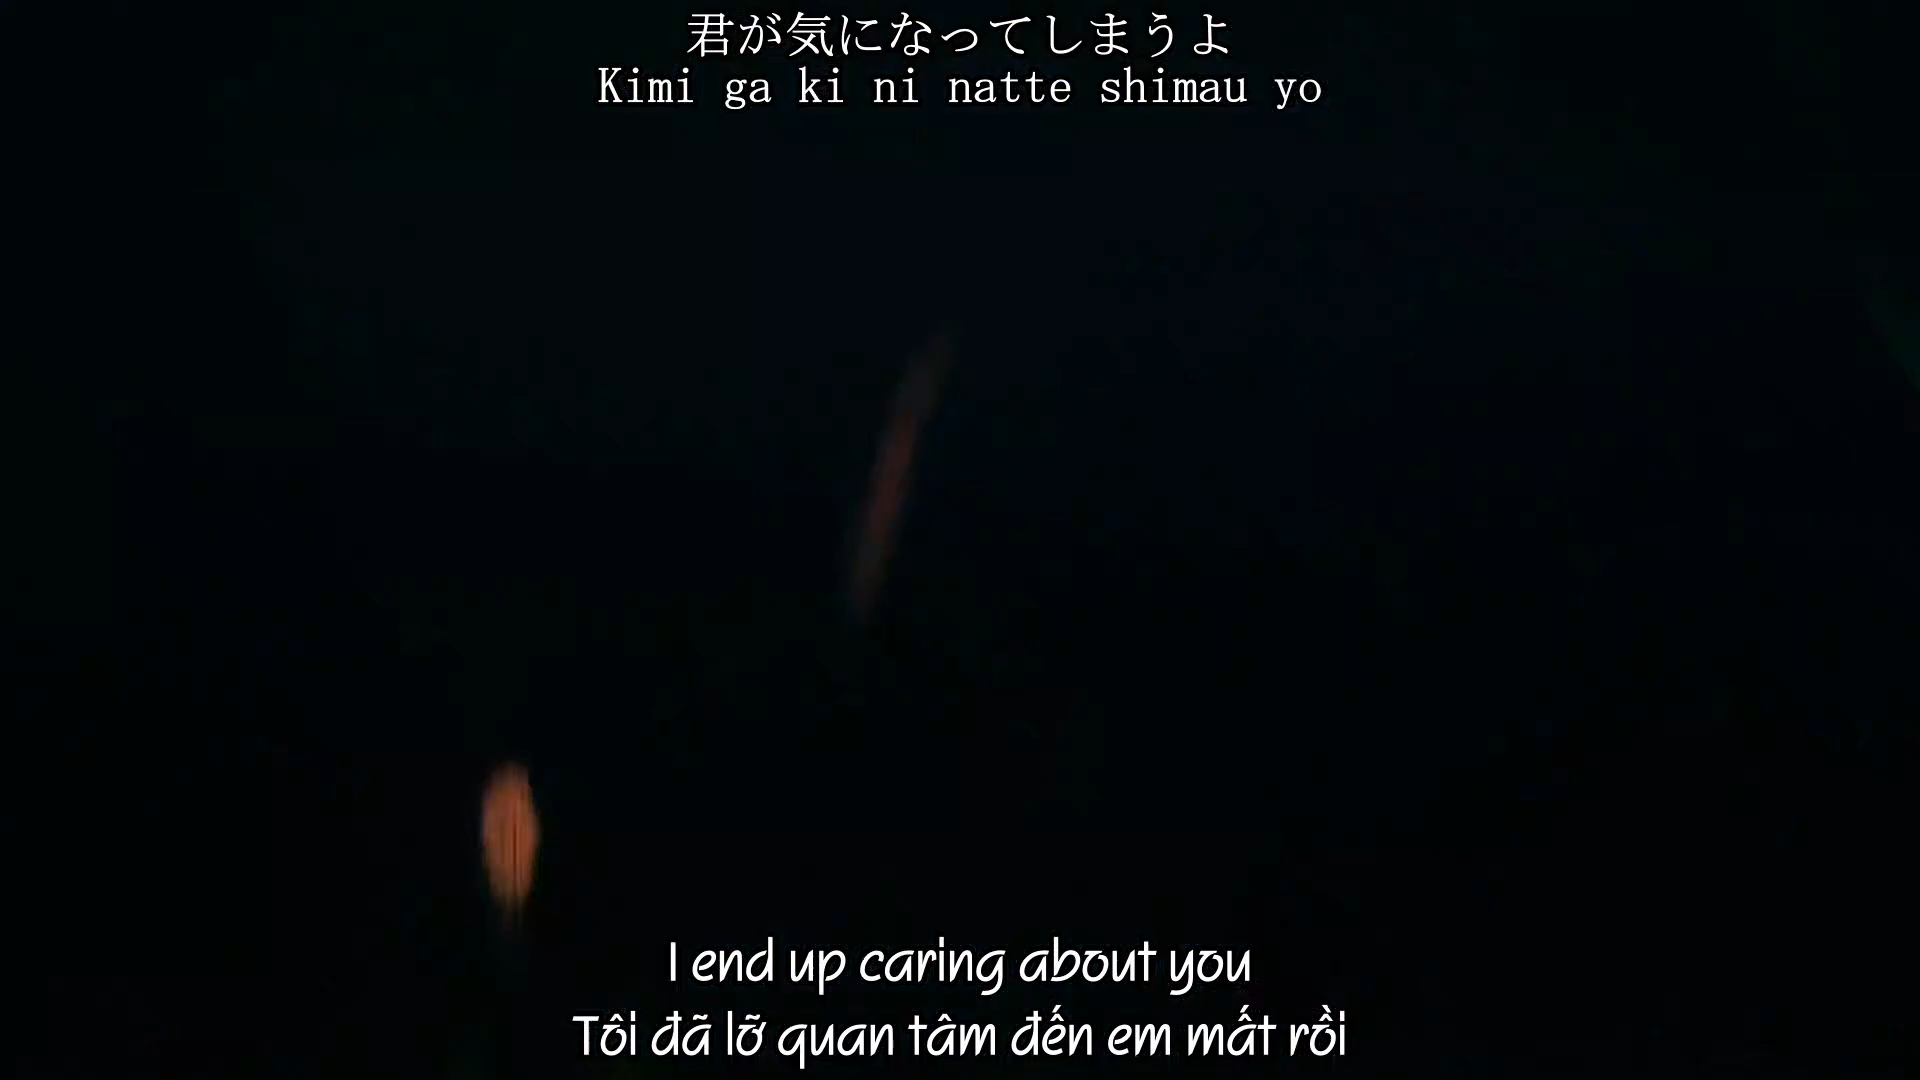 君が気になってしまうよ
Kimi ga ki ni natte shimau yo
I end up caring about you
Tôi đã lỡ quan tâm đến em mất rồi